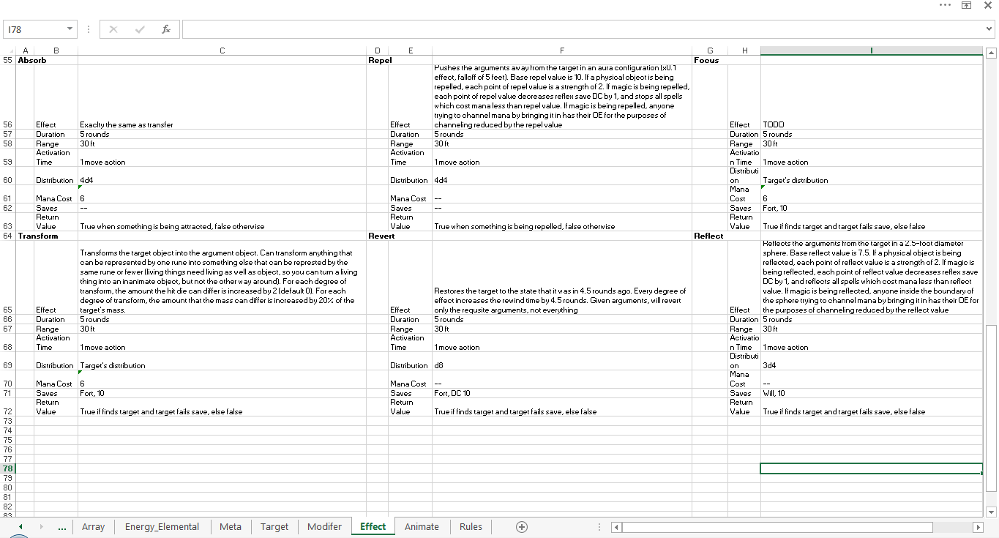 I78
fx
A B C D E F G H I
55 Absorb Repel Focus
Pushes the arguments away from the target in an aura configuration (x0.1
effect, falloff of 5 feet). Base repel value is 10. If a physical object is being
repelled, each point of repel value is a strength of 2. If magic is being repelled,
each point of repel value decreases reflex save DC by 1, and stops all spells
which cost mana less than repel value. If magic is being repelled, anyone
trying to channel mana by bringing it in has their OE for the purposes of
56 Effect Exaclty the same as transfer Effect channeling reduced by the repel value Effect TODO
57 Duration 5 rounds Duration 5 rounds Duration 5 rounds
58 Range 30 ft Range 30 ft Range 30 ft
Activation Activation Activatio
59 Time 1 move action Time 1 move action n Time 1 move action
Distributi
60 Distribution 4d4 Distribution 4d4 on Target's distribution
Mana
61 Mana Cost 6 Mana Cost -- Cost 6
62 Saves -- Saves -- Saves Fort, 10
Return Return Return
63 Value True when something is being attracted, false otherwise Value True when something is being repelled, false otherwise Value True if finds target and target fails save, else false
64 Transform Revert Reflect
Reflects the arguments from the target in a 2.5-foot diameter
sphere. Base reflect value is 7.5. If a physical object is being
Transforms the target object into the argument object. Can transform anything that reflected, each point of reflect value is a strength of 2. If magic is
can be represented by one rune into something else that can be represted by the being reflected, each point of reflect value decreases reflex save
same rune or fewer (living things need living as well as object, so you can turn a living DC by 1, and reflects all spells which cost mana less than reflect
thing into an inanimate object, but not the other way around). For each degree of value. If magic is being reflected, anyone inside the boundary of
transform, the amount the hit die can differ is increased by 2 (default 0). For each Restores the target to the state that it was in 4.5 rounds ago. Every degree of the sphere trying to channel mana by bringing it in has their OE for
degree of transform, the amount that the mass can differ is increased by 20% of the effect increases the rewind time by 4.5 rounds. Given arguments, will revert
65 Effect target's mass. Effect only the requsite arguments, not everything Effect the purposes of channeling reduced by the reflect value
66 Duration 5 rounds Duration 5 rounds Duration 5 rounds
67 Range 30 ft Range 30 ft Range 30 ft
Activation Activation Activatio
68 Time 1 move action Time 1 move action n Time 1 move action
Distributi
69 Distribution Target's distribution Distribution d8 on 3d4
Mana
70 Mana Cost 6 Mana Cost -- Cost --
71 Saves Fort, 10 Saves Fort, DC 10 Saves Will, 10
Return Return Return
72 Value True if finds target and target fails save, else false Value True if finds target and target fails save, else false Value True if finds target and target fails save, else false
73
74
75
76
77
78
79
80
81
82
83
... Array Energy_Elemental Meta Target Modifer Effect Animate Rules